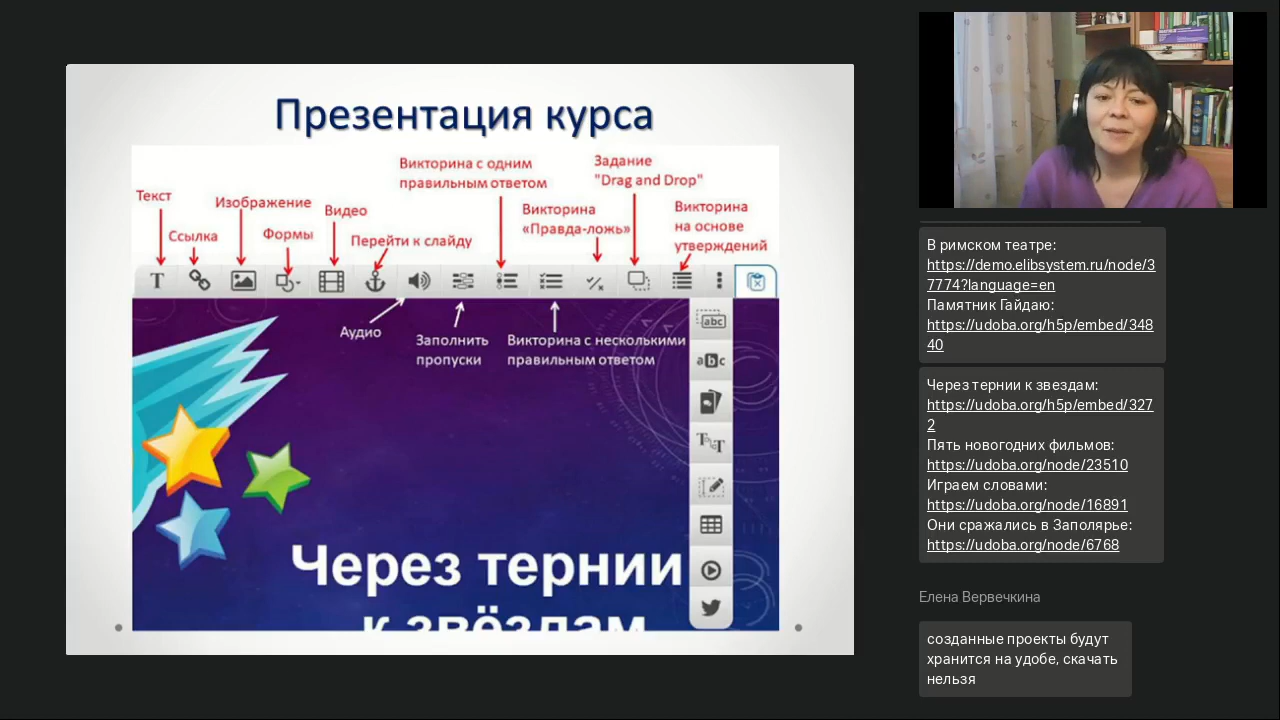 Презентация курса
Викторина с одним
правильным ответом
Задание
"Drag and Drop"
Текст
Изображение
Видео
Викторина
«Правда-ложь»
Викторина
на основе
утверждений
Ссылка
Формы
Перейти к слайду
T
Аудио
Заполнить
пропуски
Викторина с несколькими
правильным ответом
abc
abc
Через тернии
к звёздам
В римском театре:
https://demo.elibsystem.ru/node/3
7774?language=en
Памятник Гайдаю:
https://udoba.org/h5p/embed/348
40
Через тернии к звездам:
https://udoba.org/h5p/embed/327
2
Пять новогодних фильмов:
https://udoba.org/node/23510
Играем словами:
https://udoba.org/node/16891
Они сражались в Заполярье:
https://udoba.org/node/6768
Елена Вервечкина
созданные проекты будут
хранится на удобе, скачать
нельзя